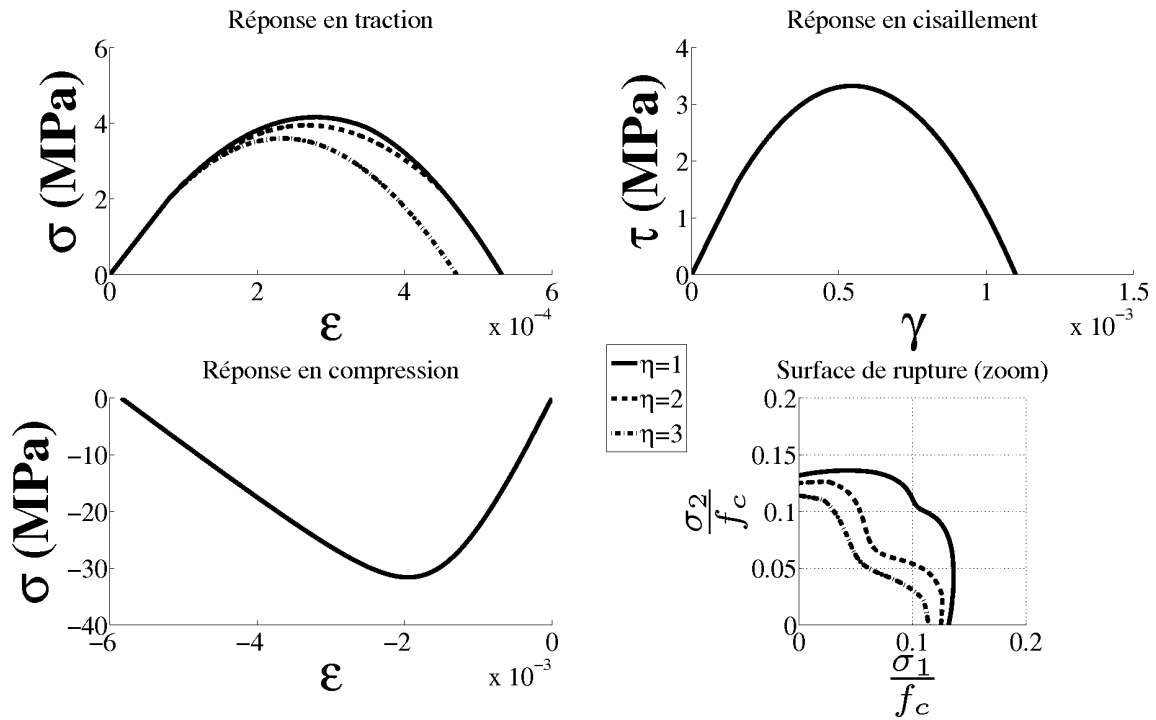 Réponse en traction
6
4
2
0
σ (MPa)
0
2
4
6
x 10⁻⁴
ε
Réponse en cisaillement
4
3
2
1
0
τ (MPa)
0
0.5
1
1.5
x 10⁻³
γ
Réponse en compression
0
−10
−20
−30
−40
σ (MPa)
−6
−4
−2
0
x 10⁻³
ε
η=1
η=2
η=3
Surface de rupture (zoom)
0.2
0.15
0.1
0.05
0
σ2
fc
0
0.1
0.2
σ1
fc